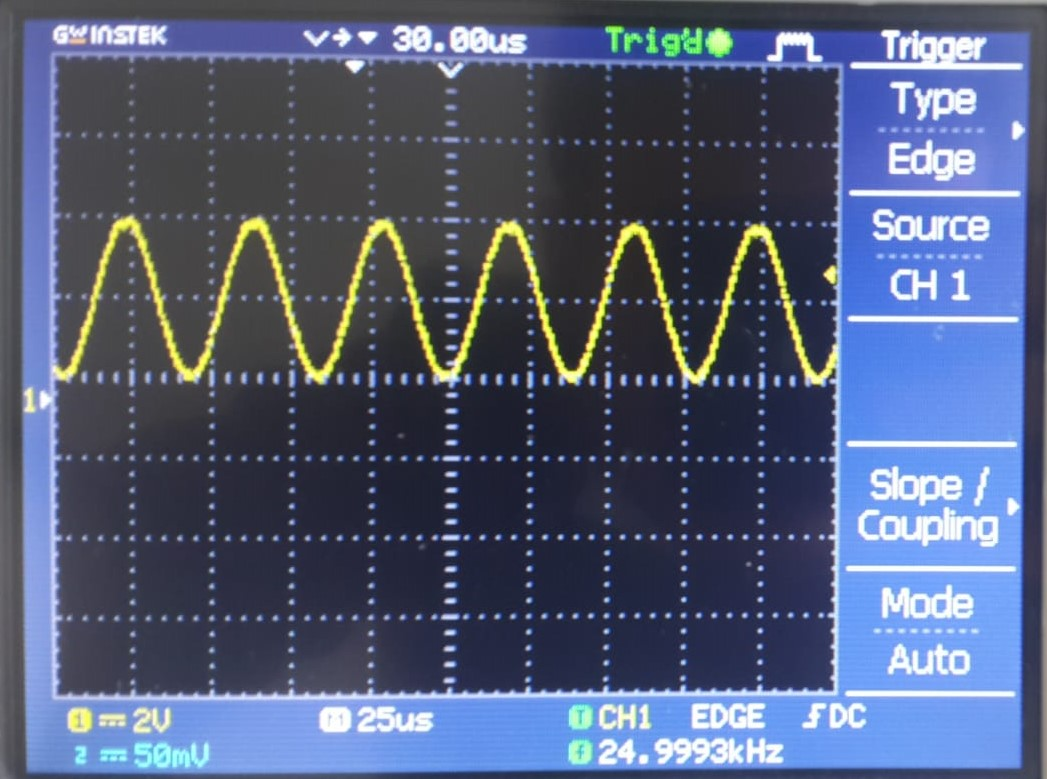 GW INSTEK 30.00us Trig'd Trigger
Type
Edge
Source
CH 1
1
Slope /
Coupling
Mode
Auto
1 2V M 25us T CH1 EDGE DC
2 50mV f 24.9993kHz